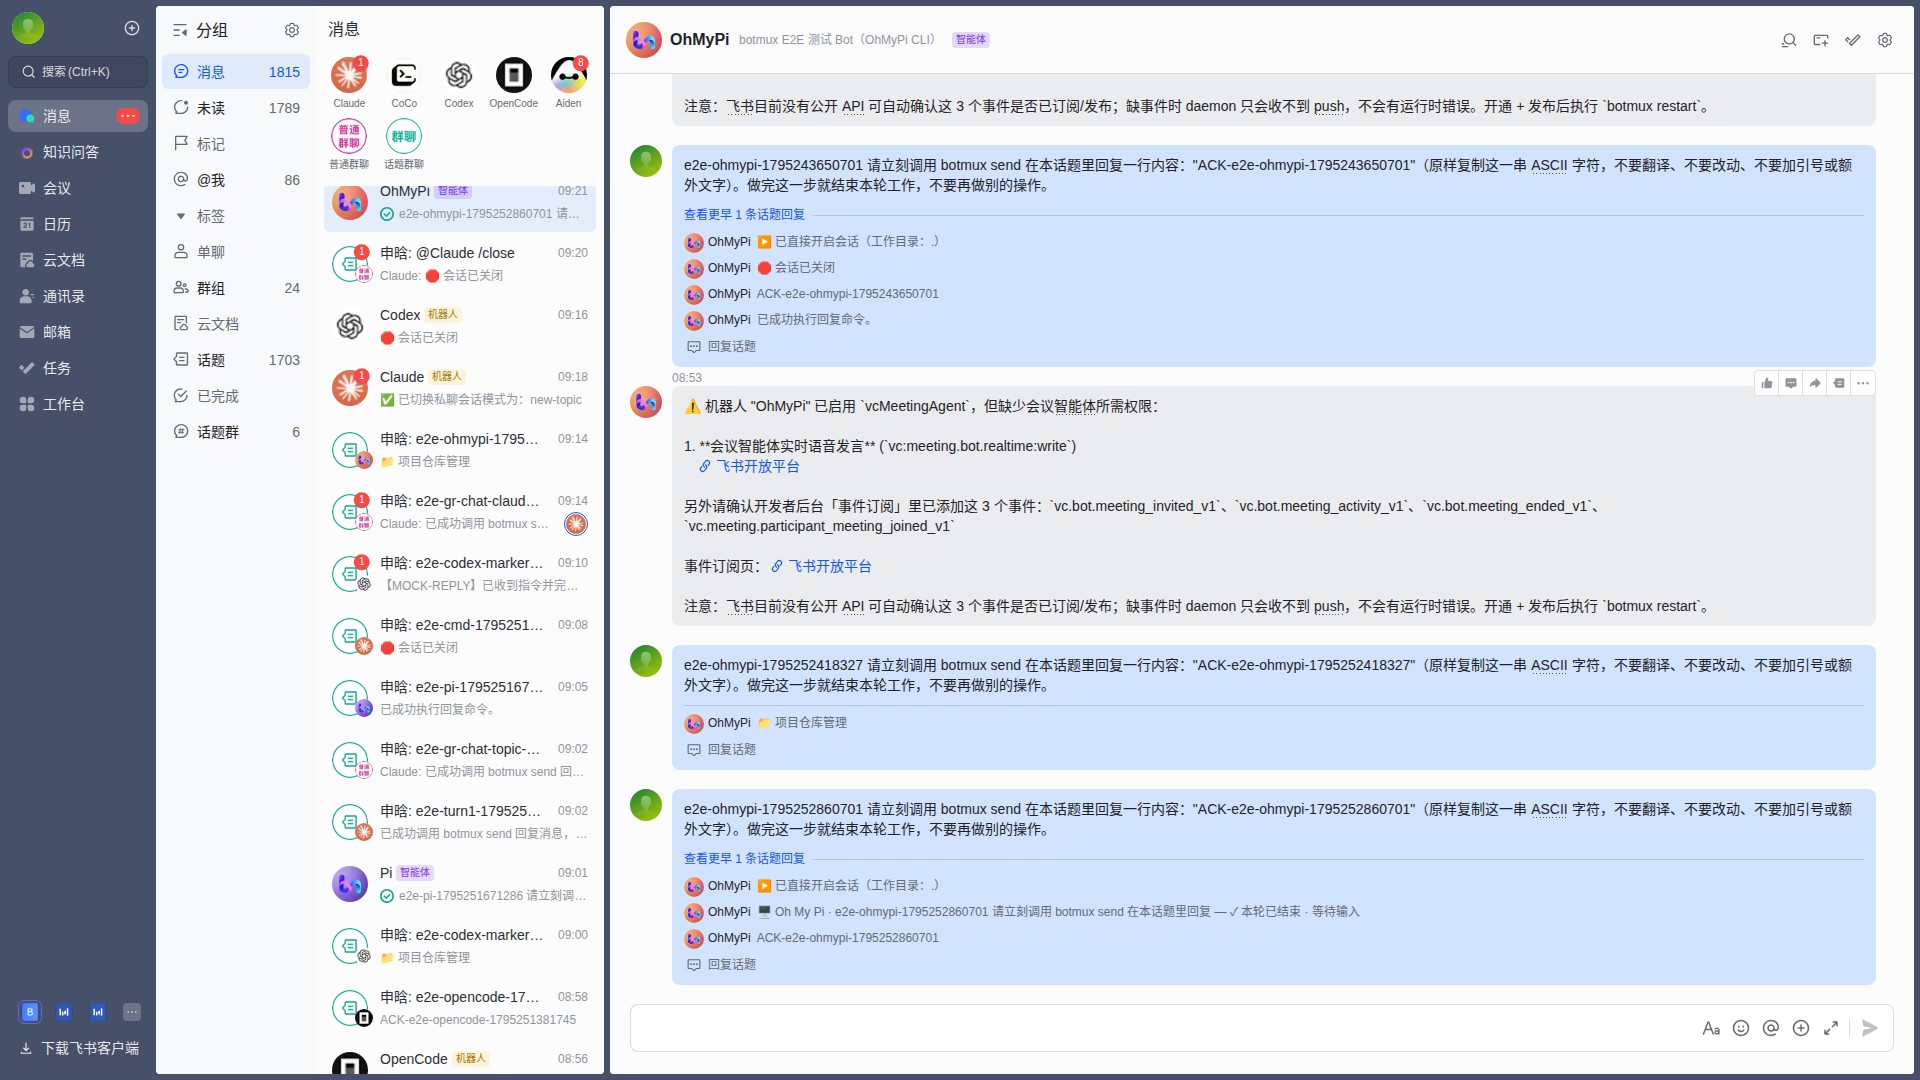 搜索 (Ctrl+K)
消息
知识问答
会议
日历
云文档
通讯录
邮箱
任务
工作台
下载飞书客户端
分组
消息 1815
未读 1789
标记
@我 86
标签
单聊
群组 24
云文档
话题 1703
已完成
话题群 6
消息
1
8
Claude
CoCo
Codex
OpenCode
Aiden
普通
群聊
群聊
普通群聊
话题群聊
OhMyPi 智能体 09:21
e2e-ohmypi-1795252860701 请…
1
申晗: @Claude /close 09:20
Claude: 🛑 会话已关闭
Codex 机器人 09:16
🛑 会话已关闭
1
Claude 机器人 09:18
✅ 已切换私聊会话模式为：new-topic
申晗: e2e-ohmypi-1795… 09:14
📁 项目仓库管理
1
申晗: e2e-gr-chat-claud… 09:14
Claude: 已成功调用 botmux s…
1
申晗: e2e-codex-marker… 09:10
【MOCK-REPLY】已收到指令并完…
申晗: e2e-cmd-1795251… 09:08
🛑 会话已关闭
申晗: e2e-pi-179525167… 09:05
已成功执行回复命令。
申晗: e2e-gr-chat-topic-… 09:02
Claude: 已成功调用 botmux send 回…
申晗: e2e-turn1-179525… 09:02
已成功调用 botmux send 回复消息，…
Pi 智能体 09:01
e2e-pi-1795251671286 请立刻调…
申晗: e2e-codex-marker… 09:00
📁 项目仓库管理
申晗: e2e-opencode-17… 08:58
ACK-e2e-opencode-1795251381745
OpenCode 机器人 08:56
OhMyPi botmux E2E 测试 Bot（OhMyPi CLI） 智能体
注意：飞书目前没有公开 API 可自动确认这 3 个事件是否已订阅/发布；缺事件时 daemon 只会收不到 push，不会有运行时错误。开通 + 发布后执行 `botmux restart`。
e2e-ohmypi-1795243650701 请立刻调用 botmux send 在本话题里回复一行内容："ACK-e2e-ohmypi-1795243650701"（原样复制这一串 ASCII 字符，不要翻译、不要改动、不要加引号或额
外文字）。做完这一步就结束本轮工作，不要再做别的操作。
查看更早 1 条话题回复
OhMyPi ▶️ 已直接开启会话（工作目录：.）
OhMyPi 🛑 会话已关闭
OhMyPi ACK-e2e-ohmypi-1795243650701
OhMyPi 已成功执行回复命令。
回复话题
08:53
⚠️ 机器人 "OhMyPi" 已启用 `vcMeetingAgent`，但缺少会议智能体所需权限：
1. **会议智能体实时语音发言** (`vc:meeting.bot.realtime:write`)
飞书开放平台
另外请确认开发者后台「事件订阅」里已添加这 3 个事件：`vc.bot.meeting_invited_v1`、`vc.bot.meeting_activity_v1`、`vc.bot.meeting_ended_v1`、
`vc.meeting.participant_meeting_joined_v1`
事件订阅页： 飞书开放平台
注意：飞书目前没有公开 API 可自动确认这 3 个事件是否已订阅/发布；缺事件时 daemon 只会收不到 push，不会有运行时错误。开通 + 发布后执行 `botmux restart`。
e2e-ohmypi-1795252418327 请立刻调用 botmux send 在本话题里回复一行内容："ACK-e2e-ohmypi-1795252418327"（原样复制这一串 ASCII 字符，不要翻译、不要改动、不要加引号或额
外文字）。做完这一步就结束本轮工作，不要再做别的操作。
OhMyPi 📁 项目仓库管理
回复话题
e2e-ohmypi-1795252860701 请立刻调用 botmux send 在本话题里回复一行内容："ACK-e2e-ohmypi-1795252860701"（原样复制这一串 ASCII 字符，不要翻译、不要改动、不要加引号或额
外文字）。做完这一步就结束本轮工作，不要再做别的操作。
查看更早 1 条话题回复
OhMyPi ▶️ 已直接开启会话（工作目录：.）
OhMyPi 🖥️ Oh My Pi · e2e-ohmypi-1795252860701 请立刻调用 botmux send 在本话题里回复 — ✓ 本轮已结束 · 等待输入
OhMyPi ACK-e2e-ohmypi-1795252860701
回复话题
Aa